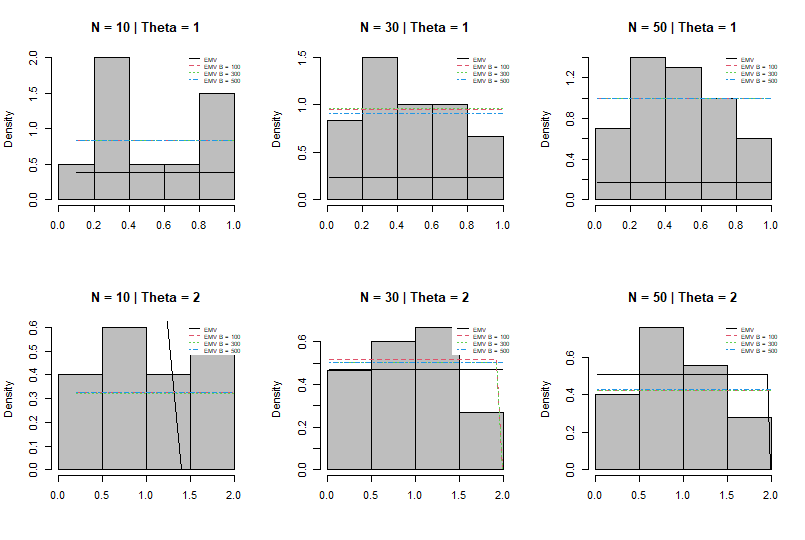 N = 10 | Theta = 1
N = 30 | Theta = 1
N = 50 | Theta = 1
Density
0.0 0.5 1.0 1.5 2.0
EMV
EMV B = 100
EMV B = 300
EMV B = 500
0.0 0.2 0.4 0.6 0.8 1.0
Density
0.0 0.5 1.0 1.5
EMV
EMV B = 100
EMV B = 300
EMV B = 500
0.0 0.2 0.4 0.6 0.8 1.0
Density
0.0 0.4 0.8 1.2
EMV
EMV B = 100
EMV B = 300
EMV B = 500
0.0 0.2 0.4 0.6 0.8 1.0
N = 10 | Theta = 2
N = 30 | Theta = 2
N = 50 | Theta = 2
Density
0.0 0.1 0.2 0.3 0.4 0.5 0.6
EMV
EMV B = 100
EMV B = 300
EMV B = 500
0.0 0.5 1.0 1.5 2.0
Density
0.0 0.2 0.4 0.6
EMV
EMV B = 100
EMV B = 300
EMV B = 500
0.0 0.5 1.0 1.5 2.0
Density
0.0 0.2 0.4 0.6
EMV
EMV B = 100
EMV B = 300
EMV B = 500
0.0 0.5 1.0 1.5 2.0